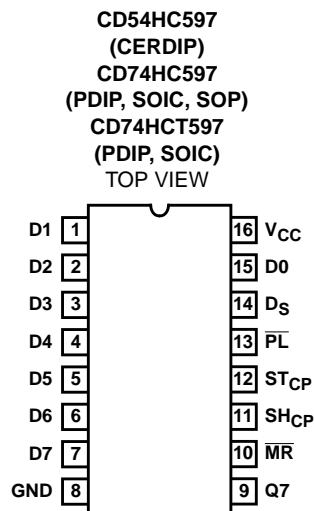 CD54HC597
(CERDIP)
CD74HC597
(PDIP, SOIC, SOP)
CD74HCT597
(PDIP, SOIC)
TOP VIEW
D1 1 16 VCC
D2 2 15 D0
D3 3 14 DS
D4 4 13 P̅L̅
D5 5 12 STCP
D6 6 11 SHCP
D7 7 10 M̅R̅
GND 8 9 Q7